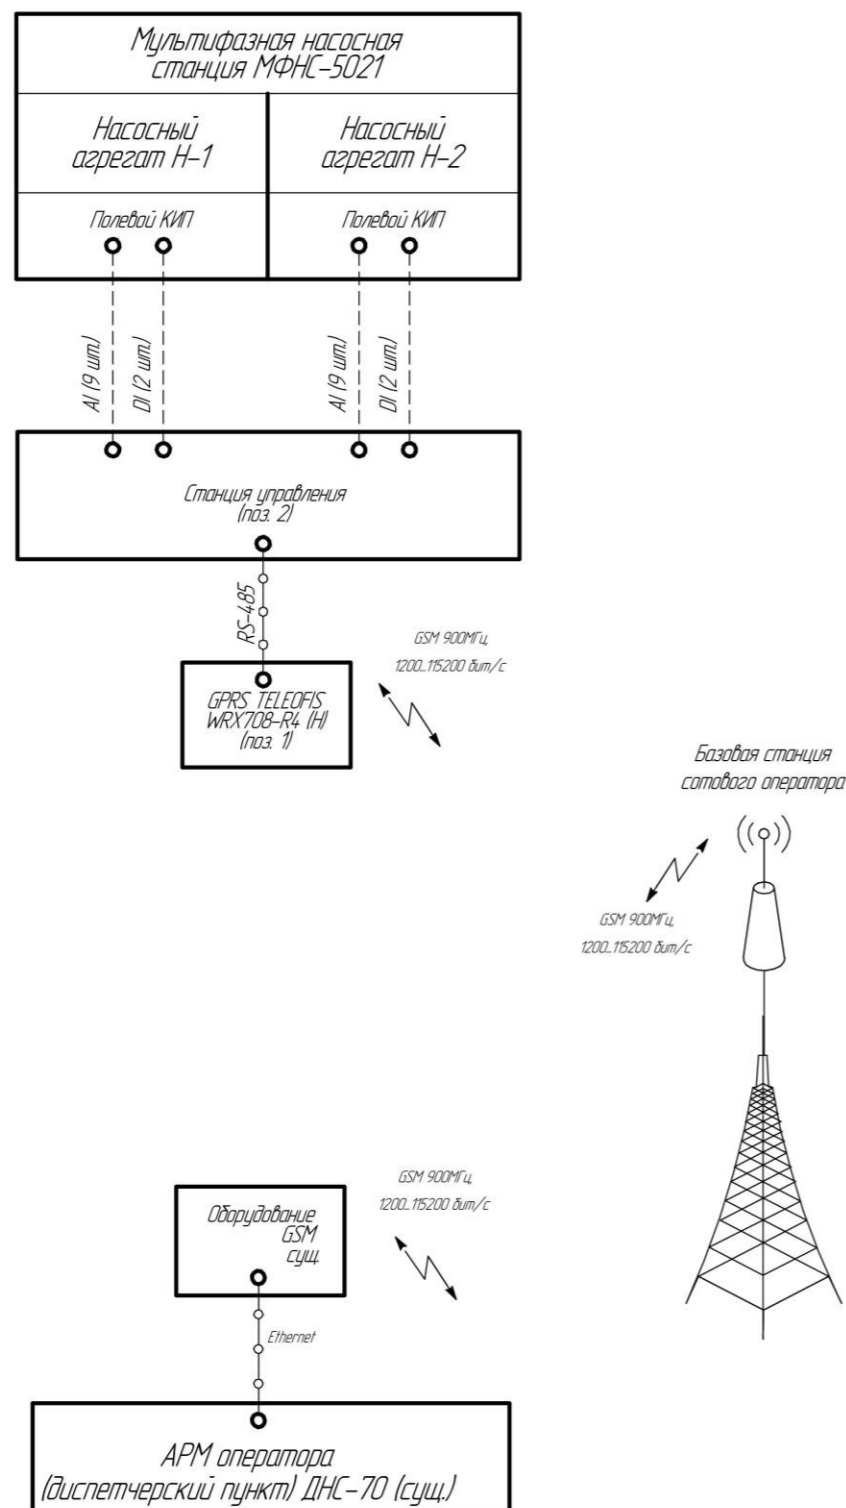 Мультифазная насосная
станция МФНС-5021
Насосный
агрегат Н-1
Насосный
агрегат Н-2
Полевой КИП
Полевой КИП
AI (9 шт.)
DI (2 шт.)
AI (9 шт.)
DI (2 шт.)
Станция управления
(поз. 2)
RS-485
GSM 900МГц,
1200...115200 бит/с
GPRS TELEOFIS
WRX708-R4 (H)
(поз. 1)
Базовая станция
сотового оператора
GSM 900МГц,
1200...115200 бит/с
GSM 900МГц,
1200...115200 бит/с
Оборудование
GSM
сущ.
Ethernet
АРМ оператора
(диспетчерский пункт) ДНС-70 (сущ.)